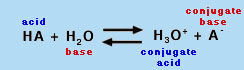 acid
conjugate
base
HA + H₂O ⇌ H₃O⁺ + A⁻
base
conjugate
acid